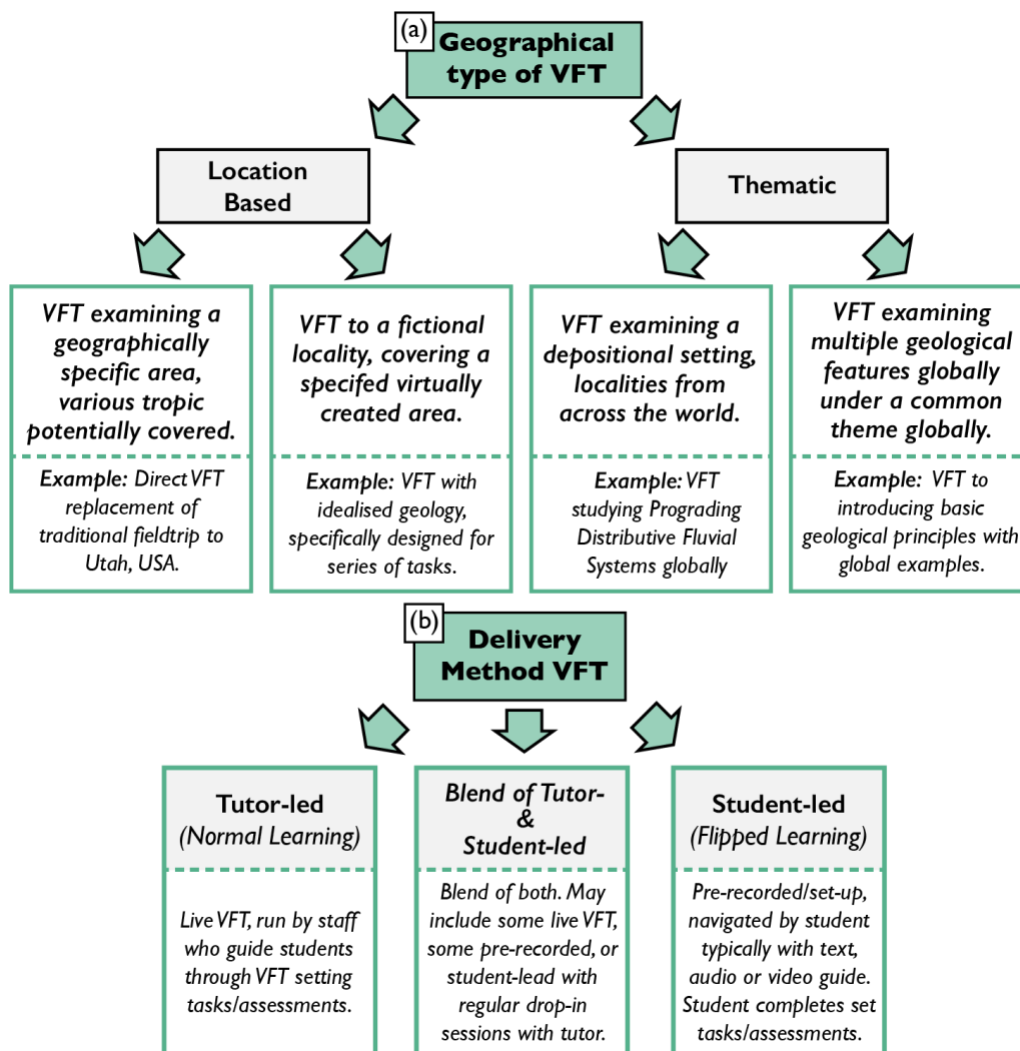 (a)
Geographical
type of VFT
Location
Based
Thematic
VFT examining a
geographically
specific area,
various tropic
potentially covered.
Example: Direct VFT
replacement of
traditional fieldtrip to
Utah, USA.
VFT to a fictional
locality, covering a
specifed virtually
created area.
Example: VFT with
idealised geology,
specifically designed for
series of tasks.
VFT examining a
depositional setting,
localities from
across the world.
Example: VFT
studying Prograding
Distributive Fluvial
Systems globally
VFT examining
multiple geological
features globally
under a common
theme globally.
Example: VFT to
introducing basic
geological principles with
global examples.
(b)
Delivery
Method VFT
Tutor-led
(Normal Learning)
Live VFT, run by staff
who guide students
through VFT setting
tasks/assessments.
Blend of Tutor-
&
Student-led
Blend of both. May
include some live VFT,
some pre-recorded, or
student-lead with
regular drop-in
sessions with tutor.
Student-led
(Flipped Learning)
Pre-recorded/set-up,
navigated by student
typically with text,
audio or video guide.
Student completes set
tasks/assessments.